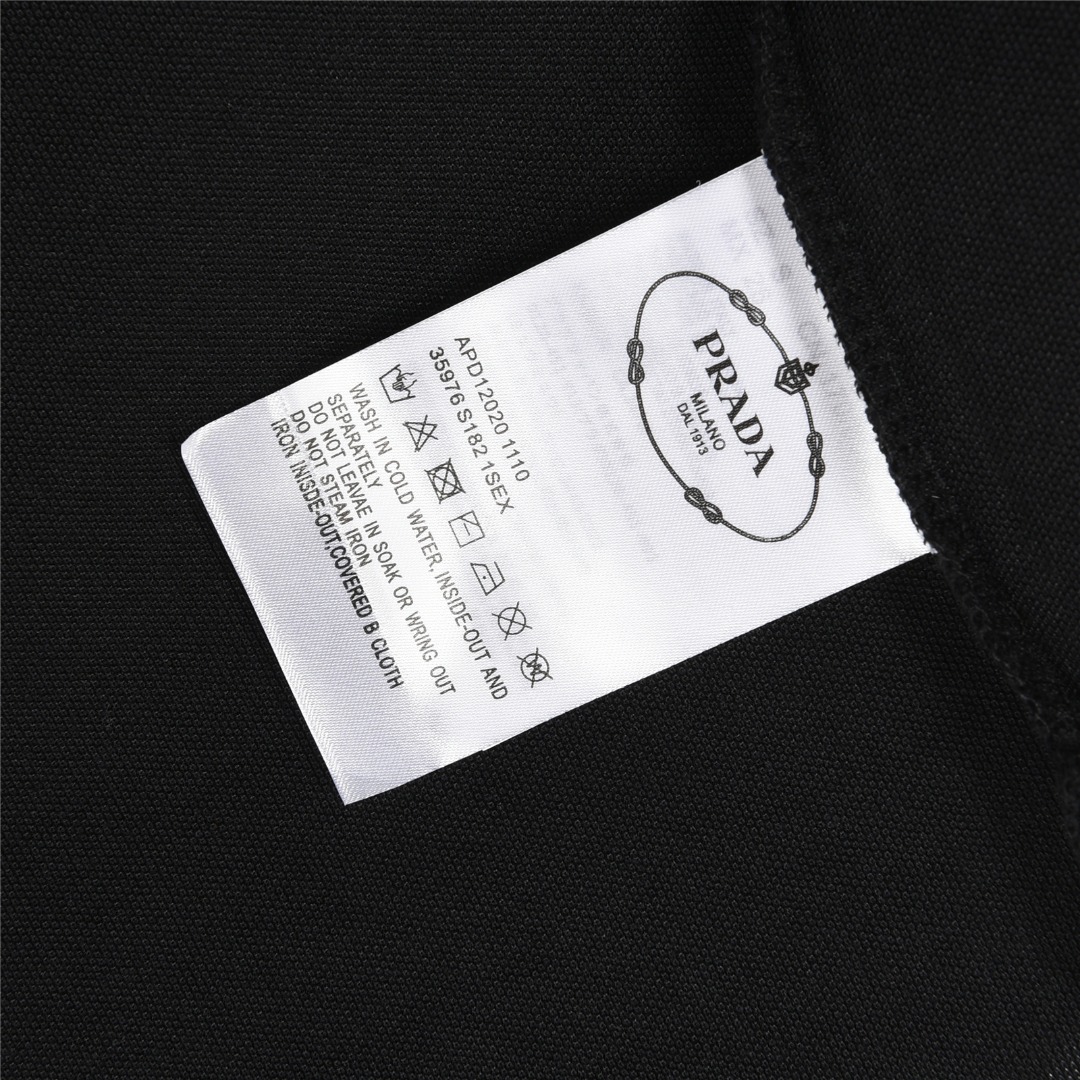 PRADA
MILANO
DAL 1913
APD12020 1110
35976 S182 1SEX
WASH IN COLD WATER, INSIDE-OUT AND
SEPARATELY
DO NOT LEAVAE IN SOAK OR WRING OUT
DO NOT STEAM IRON
IRON INISDE-OUT,COVERED B CLOTH